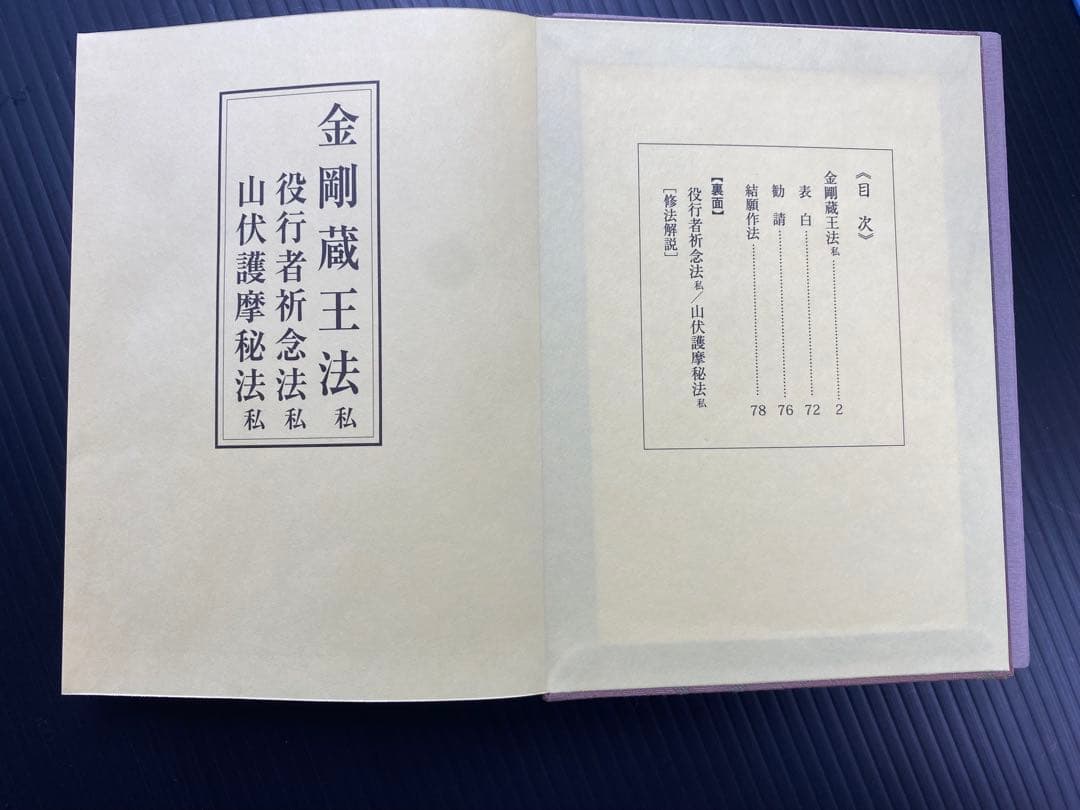 《目次》
金剛蔵王法私……………………2
表白……………………72
勧請……………………76
結願作法……………………78
【裏面】
役行者祈念法私／山伏護摩秘法私
［修法解説］
金剛蔵王法私
役行者祈念法私
山伏護摩秘法私